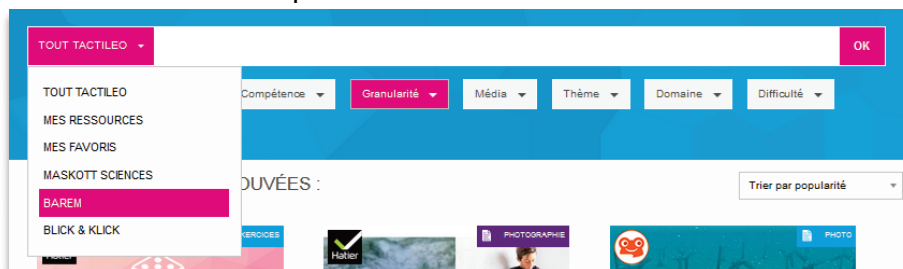 TOUT TACTILEO OK
TOUT TACTILEO
MES RESSOURCES
MES FAVORIS
MASKOTT SCIENCES
BAREM
BLICK & KLICK
Compétence Granularité Média Thème Domaine Difficulté
OUVÉES : Trier par popularité
XERCICES PHOTOGRAPHIE PHOTO
Hatier Hatier